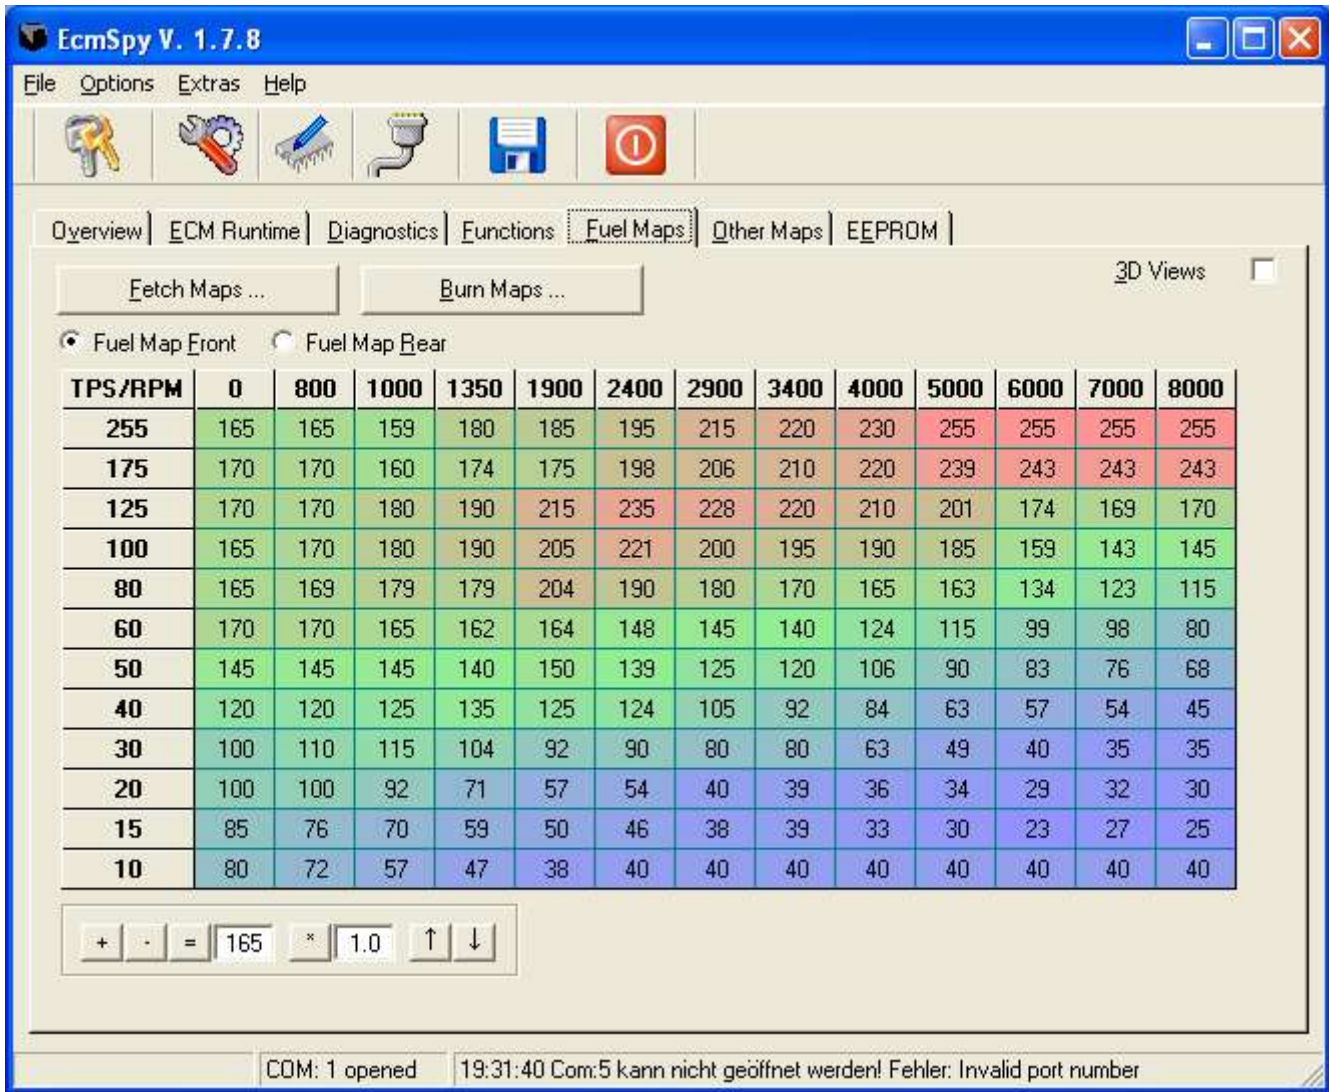 EcmSpy V. 1.7.8
File Options Extras Help
Overview ECM Runtime Diagnostics Functions Fuel Maps Other Maps EEPROM
Fetch Maps ... Burn Maps ... 3D Views
Fuel Map Front Fuel Map Rear
TPS/RPM 0 800 1000 1350 1900 2400 2900 3400 4000 5000 6000 7000 8000
255 165 165 159 180 185 195 215 220 230 255 255 255 255
175 170 170 160 174 175 198 206 210 220 239 243 243 243
125 170 170 180 190 215 235 228 220 210 201 174 169 170
100 165 170 180 190 205 221 200 195 190 185 159 143 145
80 165 169 179 179 204 190 180 170 165 163 134 123 115
60 170 170 165 162 164 148 145 140 124 115 99 98 80
50 145 145 145 140 150 139 125 120 106 90 83 76 68
40 120 120 125 135 125 124 105 92 84 63 57 54 45
30 100 110 115 104 92 90 80 80 63 49 40 35 35
20 100 100 92 71 57 54 40 39 36 34 29 32 30
15 85 76 70 59 50 46 38 39 33 30 23 27 25
10 80 72 57 47 38 40 40 40 40 40 40 40 40
+ - = 165 * 1.0 ↑ ↓
COM: 1 opened 19:31:40 Com:5 kann nicht geöffnet werden! Fehler: Invalid port number